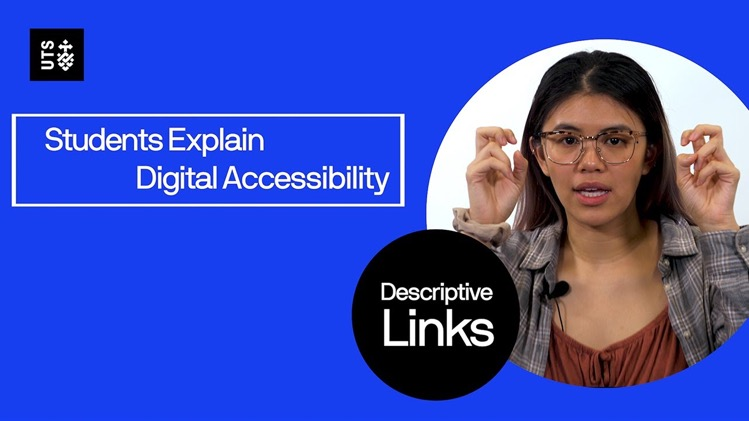 UTS
Students Explain
Digital Accessibility
Descriptive
Links